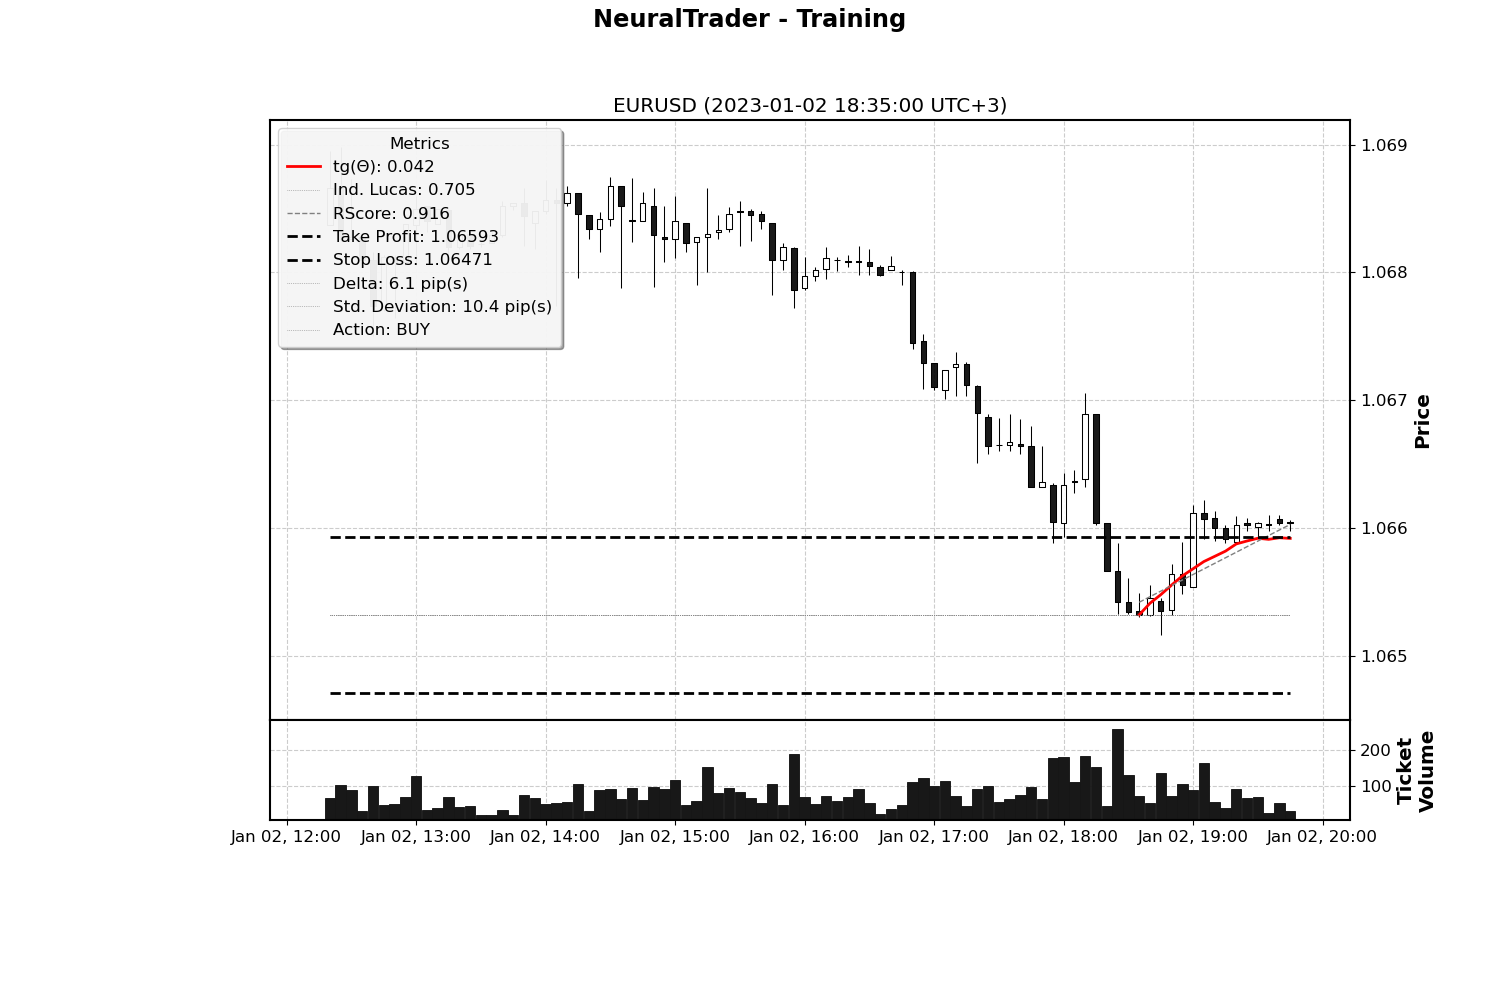 NeuralTrader - Training
EURUSD (2023-01-02 18:35:00 UTC+3)
Metrics
tg(Θ): 0.042
Ind. Lucas: 0.705
RScore: 0.916
Take Profit: 1.06593
Stop Loss: 1.06471
Delta: 6.1 pip(s)
Std. Deviation: 10.4 pip(s)
Action: BUY
1.069
1.068
1.067
1.066
1.065
Price
200
100
Ticket
Volume
Jan 02, 12:00
Jan 02, 13:00
Jan 02, 14:00
Jan 02, 15:00
Jan 02, 16:00
Jan 02, 17:00
Jan 02, 18:00
Jan 02, 19:00
Jan 02, 20:00